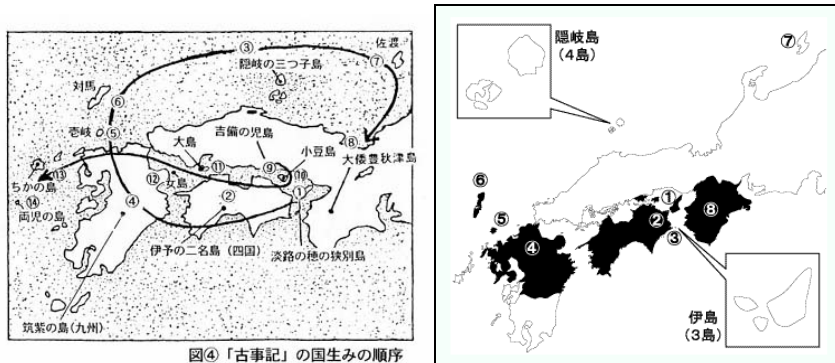 ③
佐渡
⑦
隠岐の三つ子島
対馬
⑥
壱岐
⑤
大島
吉備の児島
小豆島
⑧
大倭豊秋津島
⑨
⑩
⑪
⑫
女島
⑬
ちかの島
⑭
両児の島
④
②
①
伊予の二名島(四国)
淡路の穂の狭別島
筑紫の島(九州)
図④「古事記」の国生みの順序
隠岐島
(4島)
⑦
⑥
⑤
④
①
②
③
⑧
伊島
(3島)